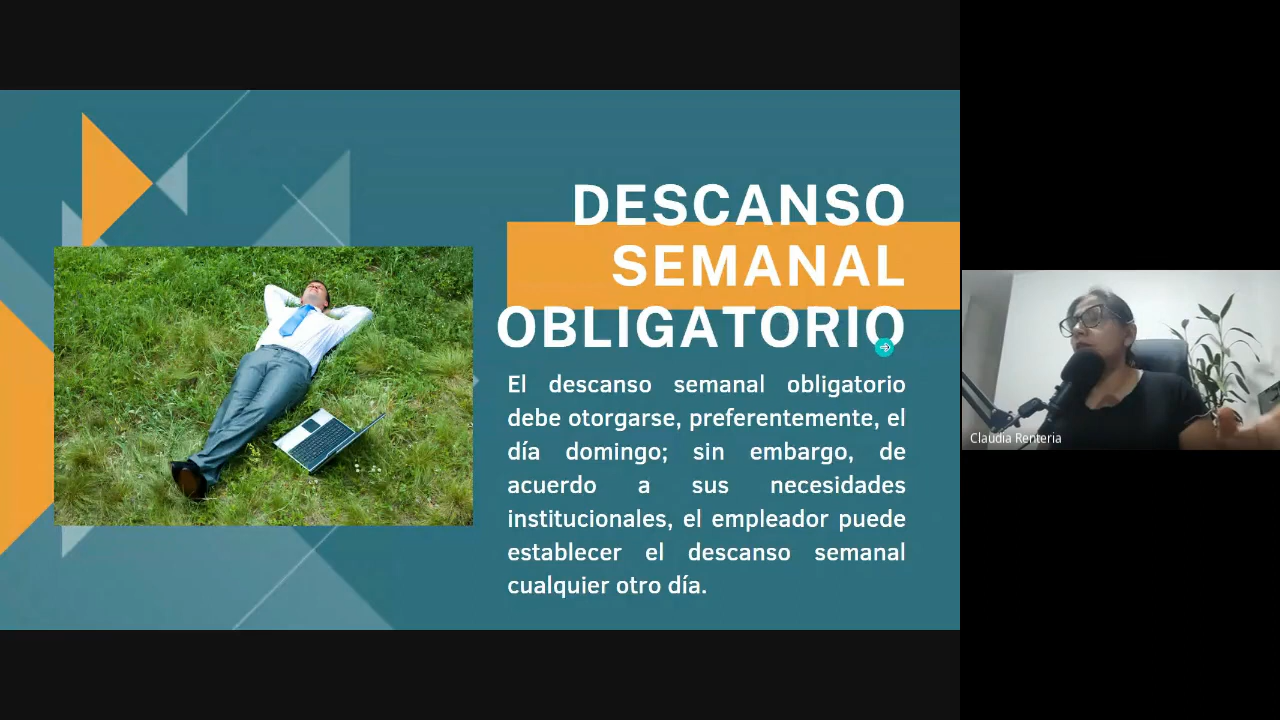 DESCANSO
SEMANAL
OBLIGATORIO
El descanso semanal obligatorio
debe otorgarse, preferentemente, el
día domingo; sin embargo, de
acuerdo a sus necesidades
institucionales, el empleador puede
establecer el descanso semanal
cualquier otro día.
Claudia Renteria